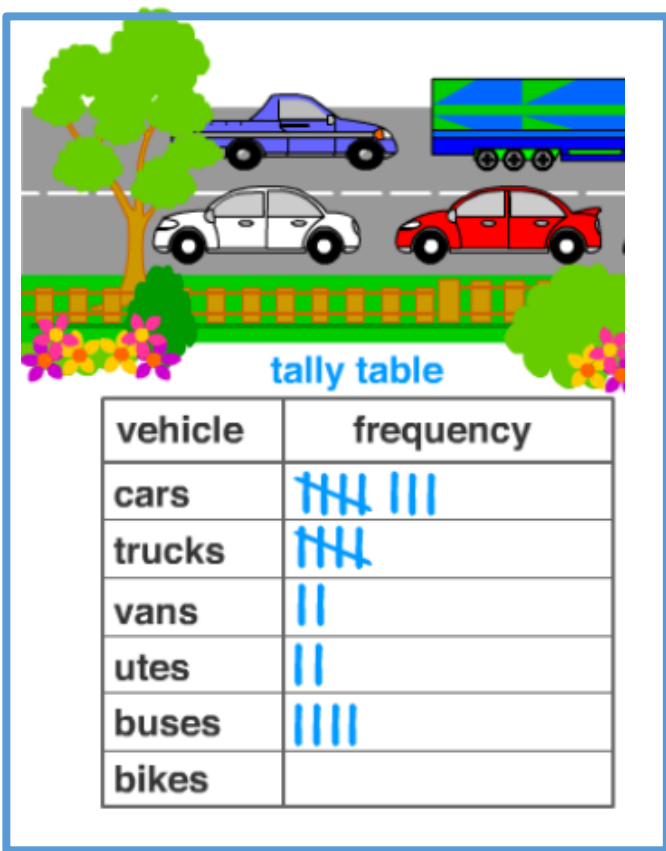 tally table
vehicle frequency
cars
trucks
vans
utes
buses
bikes